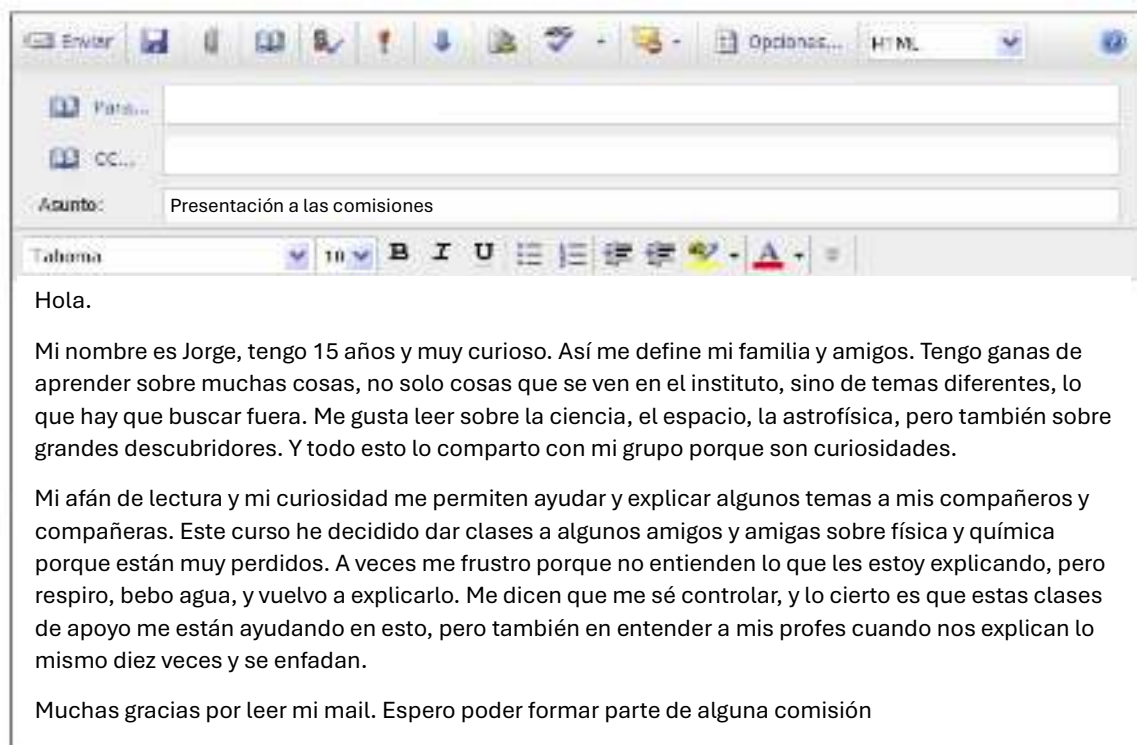 Enviar Opciones... HTML
Para...
CC...
Asunto: Presentación a las comisiones
Tahoma 10 B I U A
Hola.
Mi nombre es Jorge, tengo 15 años y muy curioso. Así me define mi familia y amigos. Tengo ganas de
aprender sobre muchas cosas, no solo cosas que se ven en el instituto, sino de temas diferentes, lo
que hay que buscar fuera. Me gusta leer sobre la ciencia, el espacio, la astrofísica, pero también sobre
grandes descubridores. Y todo esto lo comparto con mi grupo porque son curiosidades.
Mi afán de lectura y mi curiosidad me permiten ayudar y explicar algunos temas a mis compañeros y
compañeras. Este curso he decidido dar clases a algunos amigos y amigas sobre física y química
porque están muy perdidos. A veces me frustro porque no entienden lo que les estoy explicando, pero
respiro, bebo agua, y vuelvo a explicarlo. Me dicen que me sé controlar, y lo cierto es que estas clases
de apoyo me están ayudando en esto, pero también en entender a mis profes cuando nos explican lo
mismo diez veces y se enfadan.
Muchas gracias por leer mi mail. Espero poder formar parte de alguna comisión